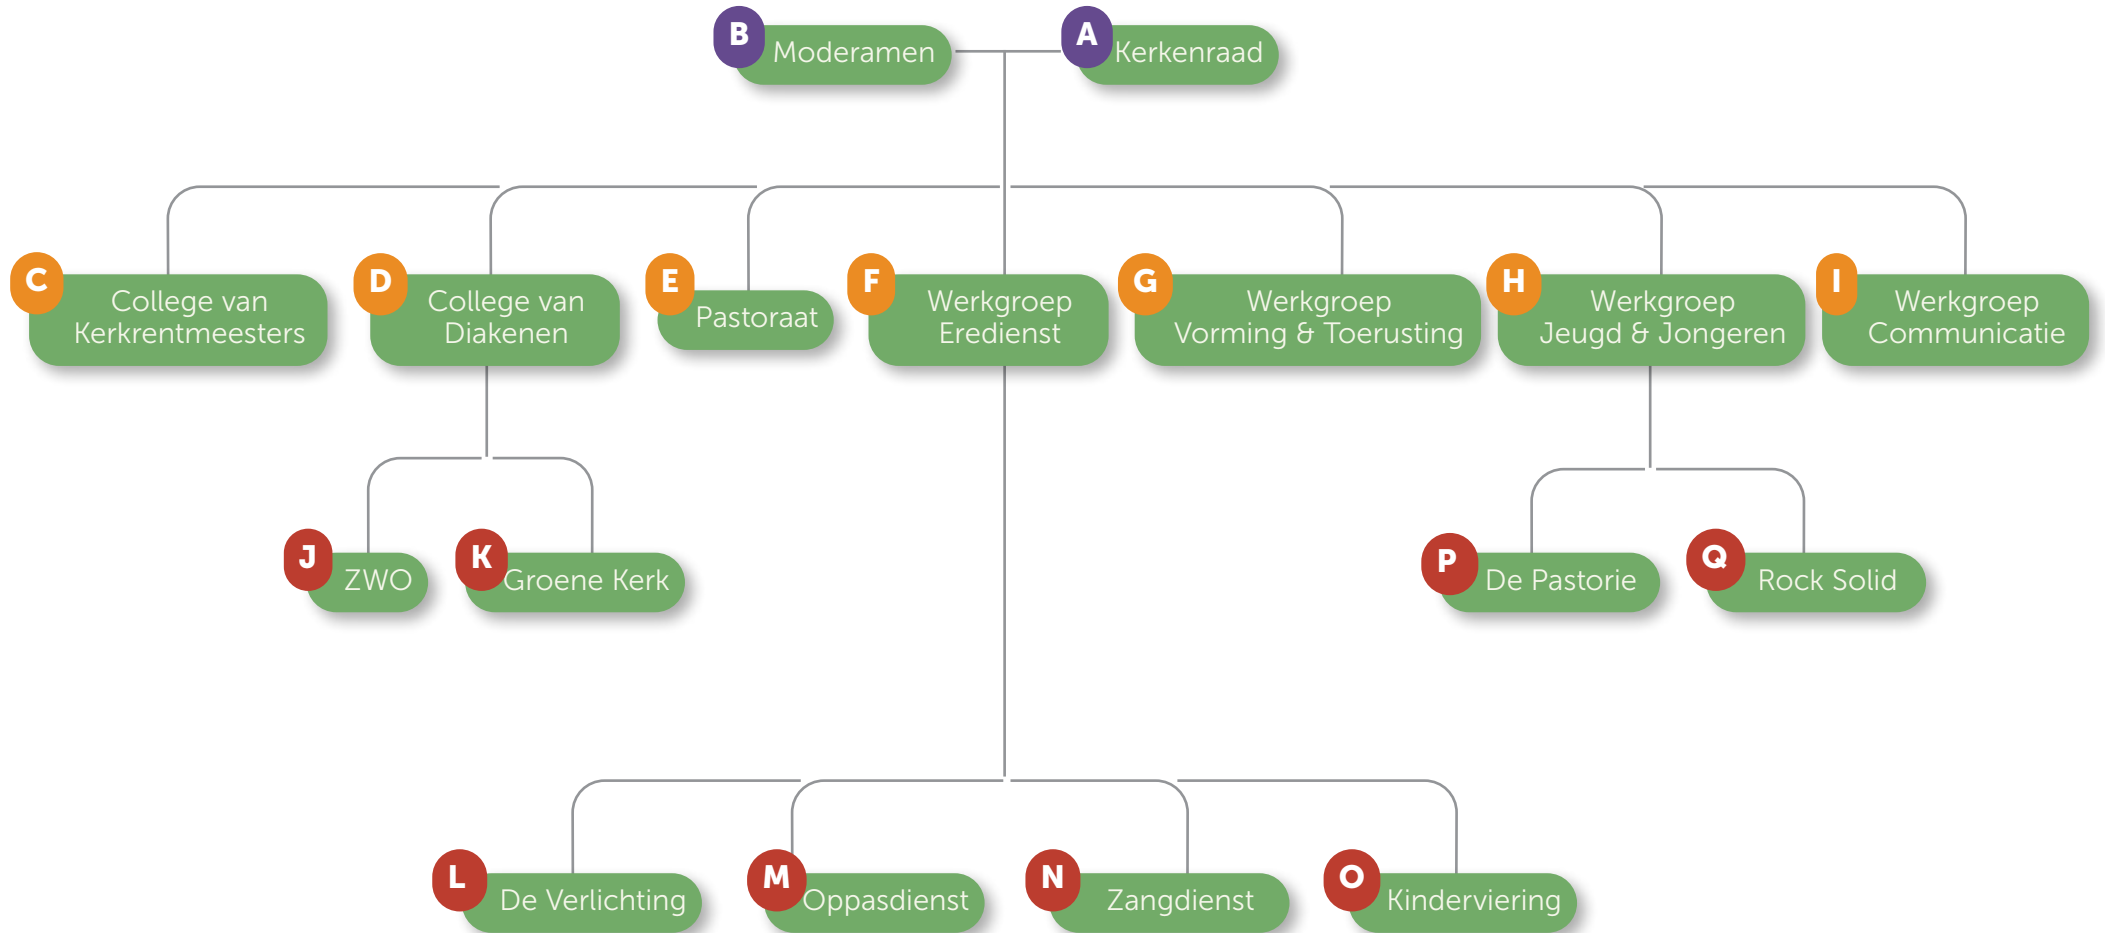 B
Moderamen
A
Kerkenraad
C
College van
Kerkrentmeesters
D
College van
Diakenen
E
Pastoraat
F
Werkgroep
Eredienst
G
Werkgroep
Vorming & Toerusting
H
Werkgroep
Jeugd & Jongeren
I
Werkgroep
Communicatie
J
ZWO
K
Groene Kerk
P
De Pastorie
Q
Rock Solid
L
De Verlichting
M
Oppasdienst
N
Zangdienst
O
Kinderviering